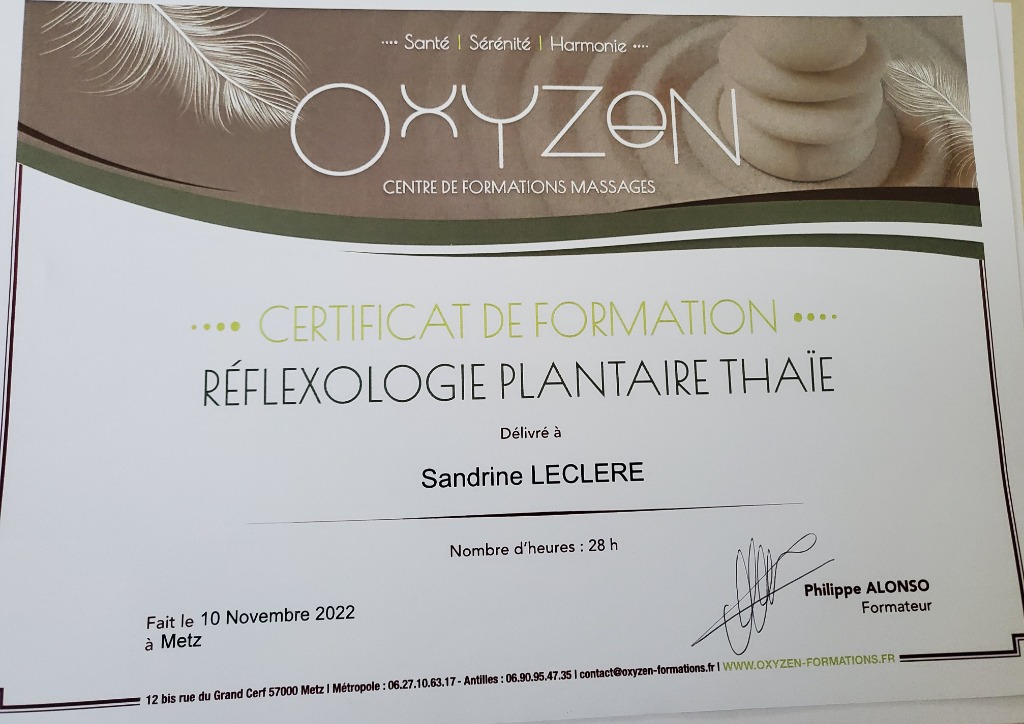 Santé | Sérénité | Harmonie
OXYZEN
CENTRE DE FORMATIONS MASSAGES
CERTIFICAT DE FORMATION
RÉFLEXOLOGIE PLANTAIRE THAÏE
Délivré à
Sandrine LECLERE
Nombre d'heures : 28 h
Philippe ALONSO
Formateur
Fait le 10 Novembre 2022
à Metz
12 bis rue du Grand Cerf 57000 Metz | Métropole : 06.27.10.63.17 - Antilles : 06.90.95.47.35 | contact@oxyzen-formations.fr | WWW.OXYZEN-FORMATIONS.FR